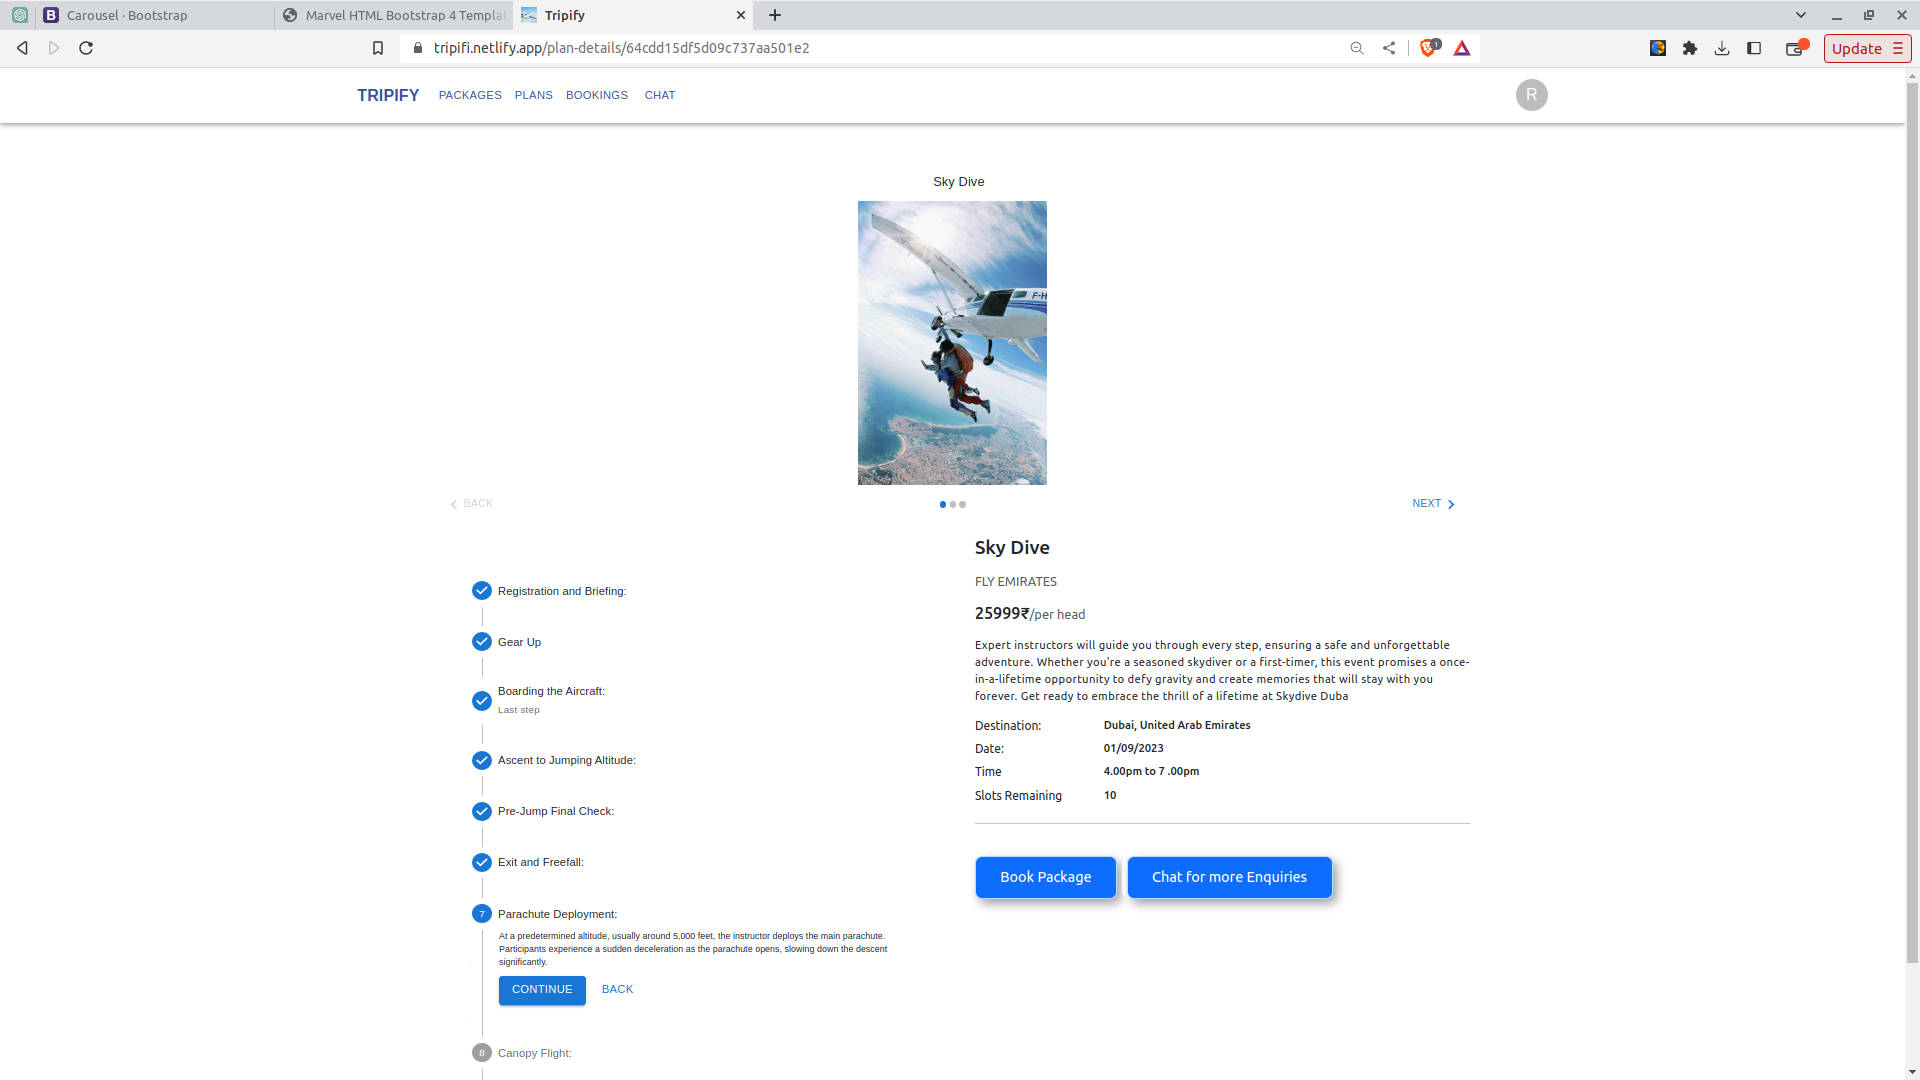 Carousel · Bootstrap
Marvel HTML Bootstrap 4 Templat
Tripify
tripifi.netlify.app/plan-details/64cdd15df5d09c737aa501e2
1
Update
TRIPIFY PACKAGES PLANS BOOKINGS CHAT
R
Sky Dive
F-H
BACK
NEXT
Registration and Briefing:
Gear Up
Boarding the Aircraft:
Last step
Ascent to Jumping Altitude:
Pre-Jump Final Check:
Exit and Freefall:
7 Parachute Deployment:
At a predetermined altitude, usually around 5,000 feet, the instructor deploys the main parachute.
Participants experience a sudden deceleration as the parachute opens, slowing down the descent
significantly.
CONTINUE BACK
8 Canopy Flight:
Sky Dive
FLY EMIRATES
25999₹/per head
Expert instructors will guide you through every step, ensuring a safe and unforgettable
adventure. Whether you're a seasoned skydiver or a first-timer, this event promises a once-
in-a-lifetime opportunity to defy gravity and create memories that will stay with you
forever. Get ready to embrace the thrill of a lifetime at Skydive Duba
Destination: Dubai, United Arab Emirates
Date: 01/09/2023
Time 4.00pm to 7 .00pm
Slots Remaining 10
Book Package
Chat for more Enquiries